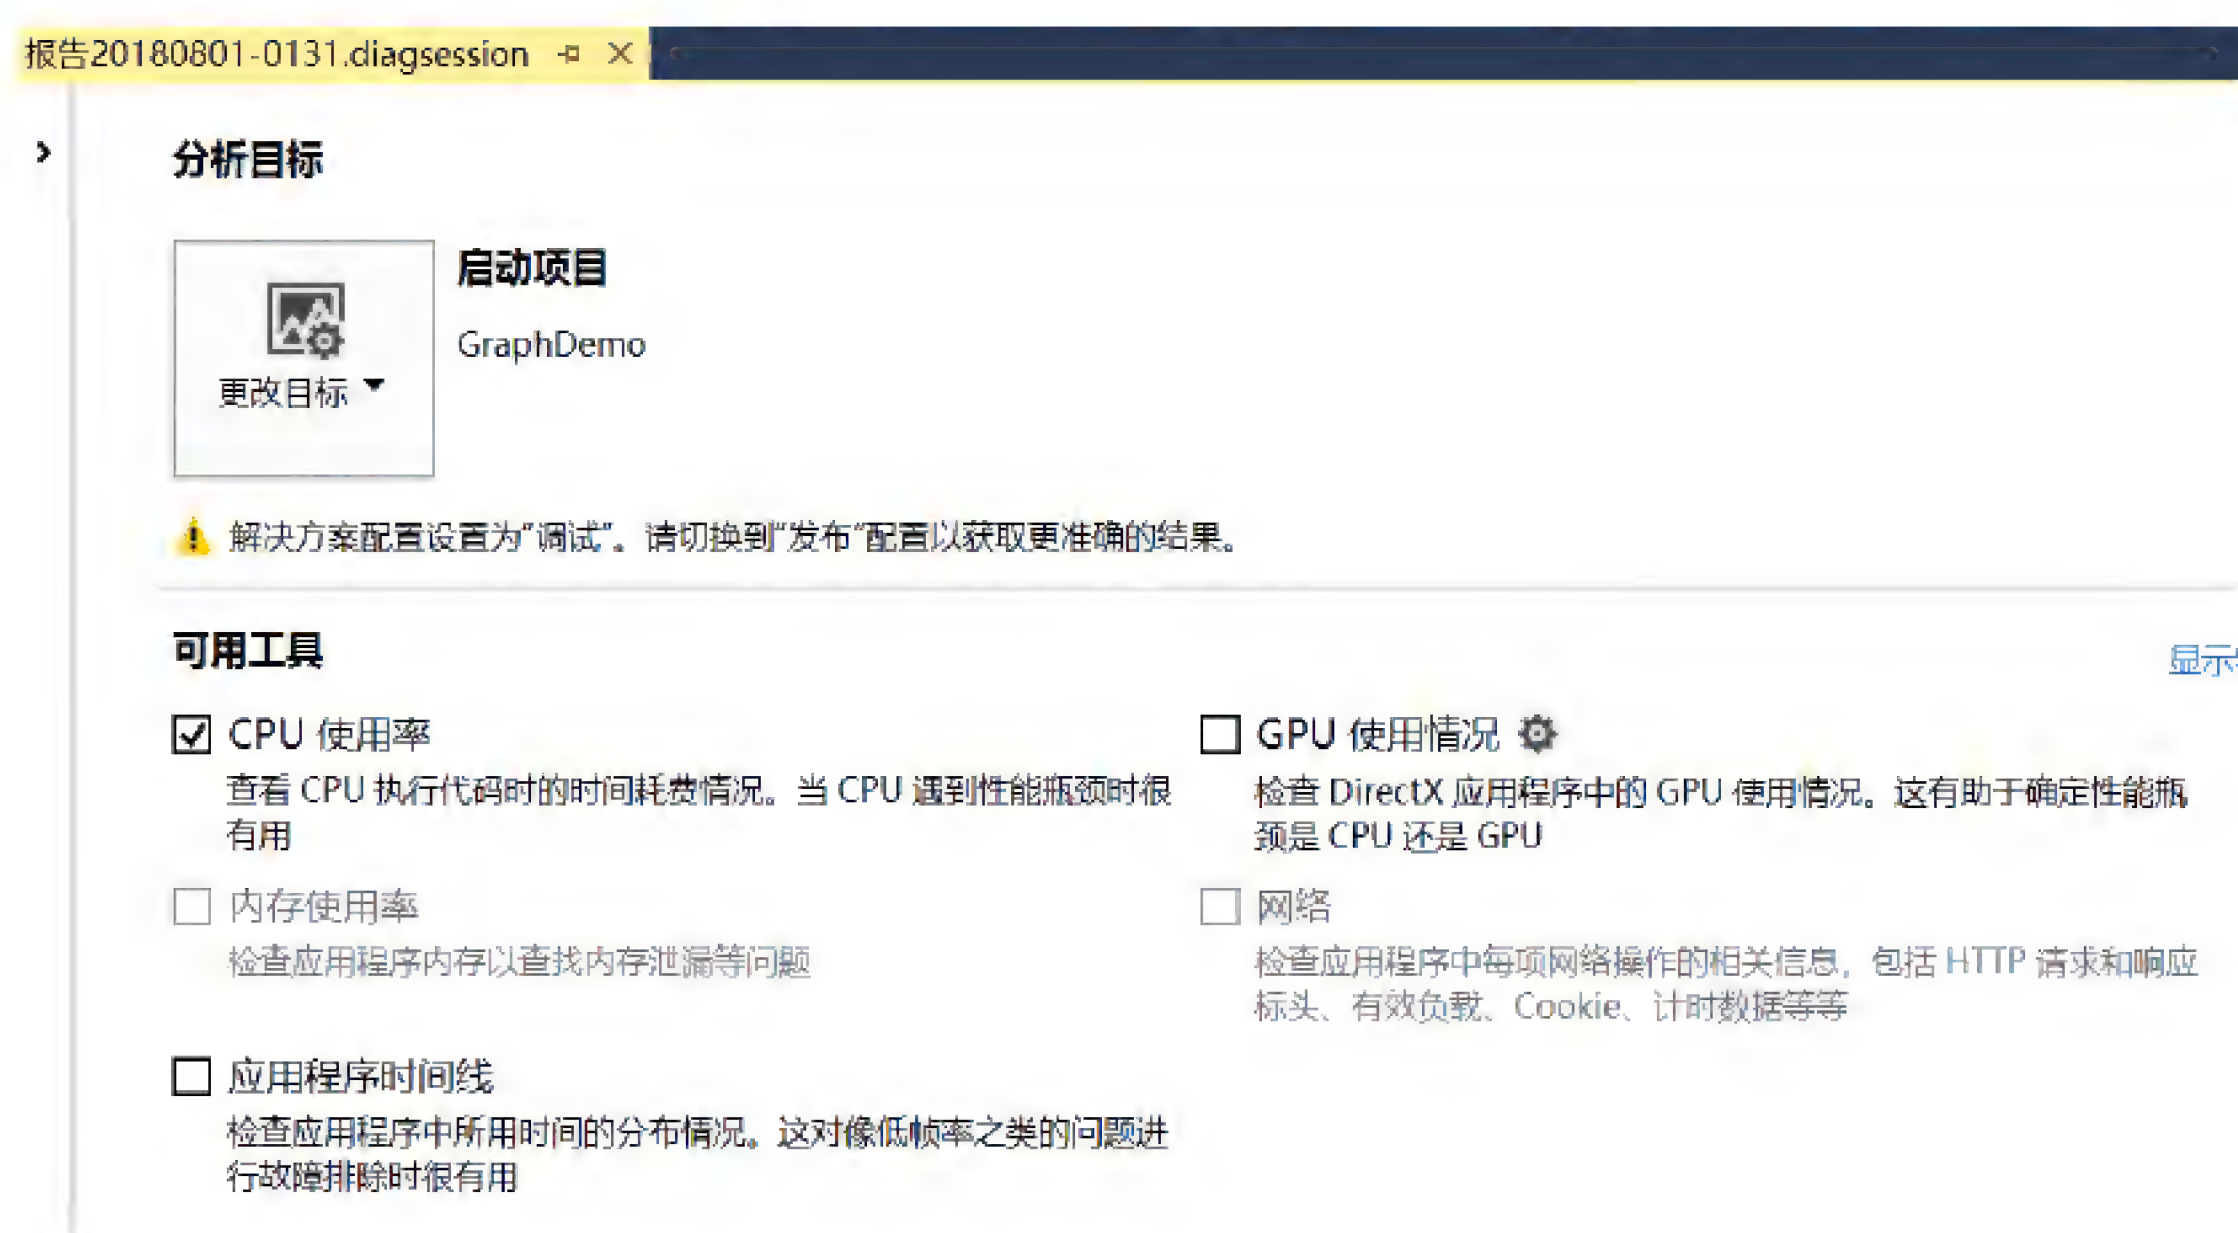 报告20180801-0131.diagsession
分析目标
启动项目
GraphDemo
更改目标
解决方案配置设置为"调试"。请切换到"发布"配置以获取更准确的结果。
可用工具
显示
CPU 使用率
查看 CPU 执行代码时的时间耗费情况。当 CPU 遇到性能瓶颈时很
有用
GPU 使用情况
检查 DirectX 应用程序中的 GPU 使用情况。这有助于确定性能瓶
颈是 CPU 还是 GPU
内存使用率
检查应用程序内存以查找内存泄漏等问题
网络
检查应用程序中每项网络操作的相关信息，包括 HTTP 请求和响应
标头、有效负载、Cookie、计时数据等等
应用程序时间线
检查应用程序中所用时间的分布情况。这对像低帧率之类的问题进
行故障排除时很有用